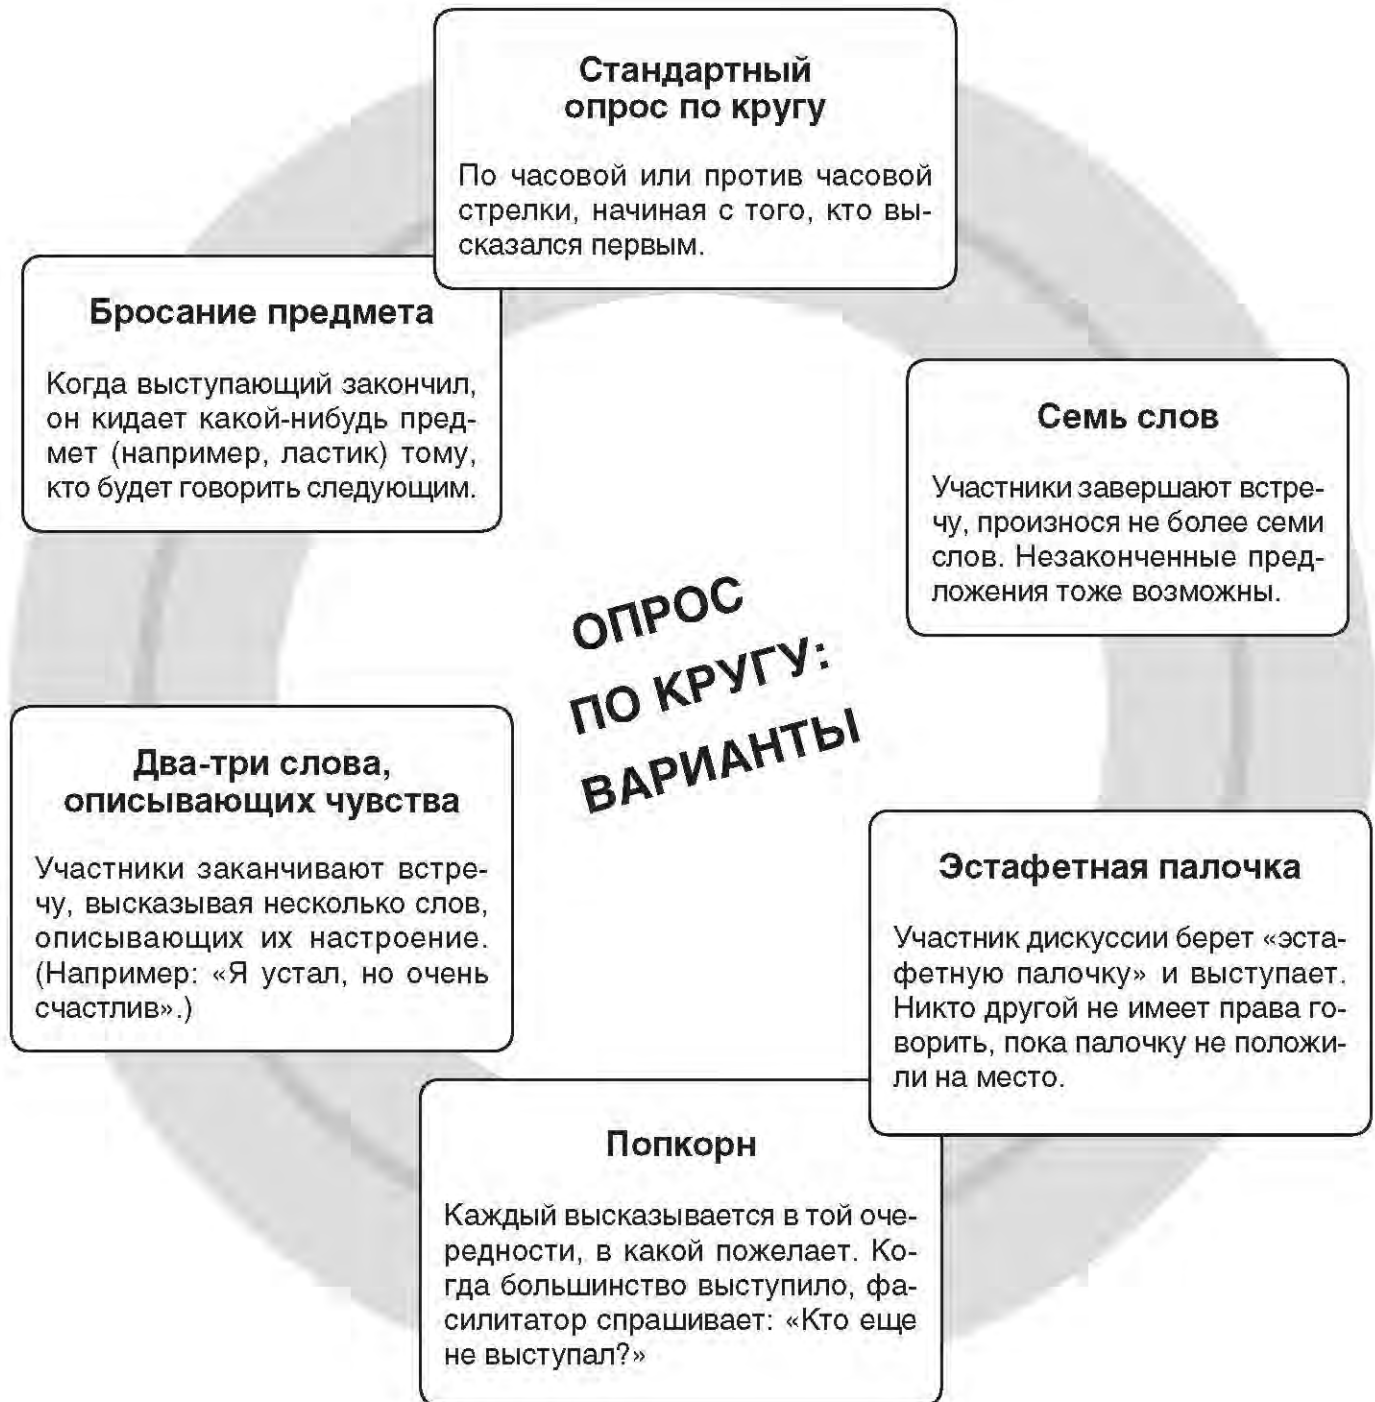 Стандартный
опрос по кругу
По часовой или против часовой
стрелки, начиная с того, кто вы-
сказался первым.
Бросание предмета
Когда выступающий закончил,
он кидает какой-нибудь пред-
мет (например, ластик) тому,
кто будет говорить следующим.
Семь слов
Участники завершают встре-
чу, произнося не более семи
слов. Незаконченные пред-
ложения тоже возможны.
ОПРОС
ПО КРУГУ:
ВАРИАНТЫ
Два-три слова,
описывающих чувства
Участники заканчивают встре-
чу, высказывая несколько слов,
описывающих их настроение.
(Например: «Я устал, но очень
счастлив».)
Эстафетная палочка
Участник дискуссии берет «эста-
фетную палочку» и выступает.
Никто другой не имеет права го-
ворить, пока палочку не положи-
ли на место.
Попкорн
Каждый высказывается в той оче-
редности, в какой пожелает. Ко-
гда большинство выступило, фа-
силитатор спрашивает: «Кто еще
не выступал?»